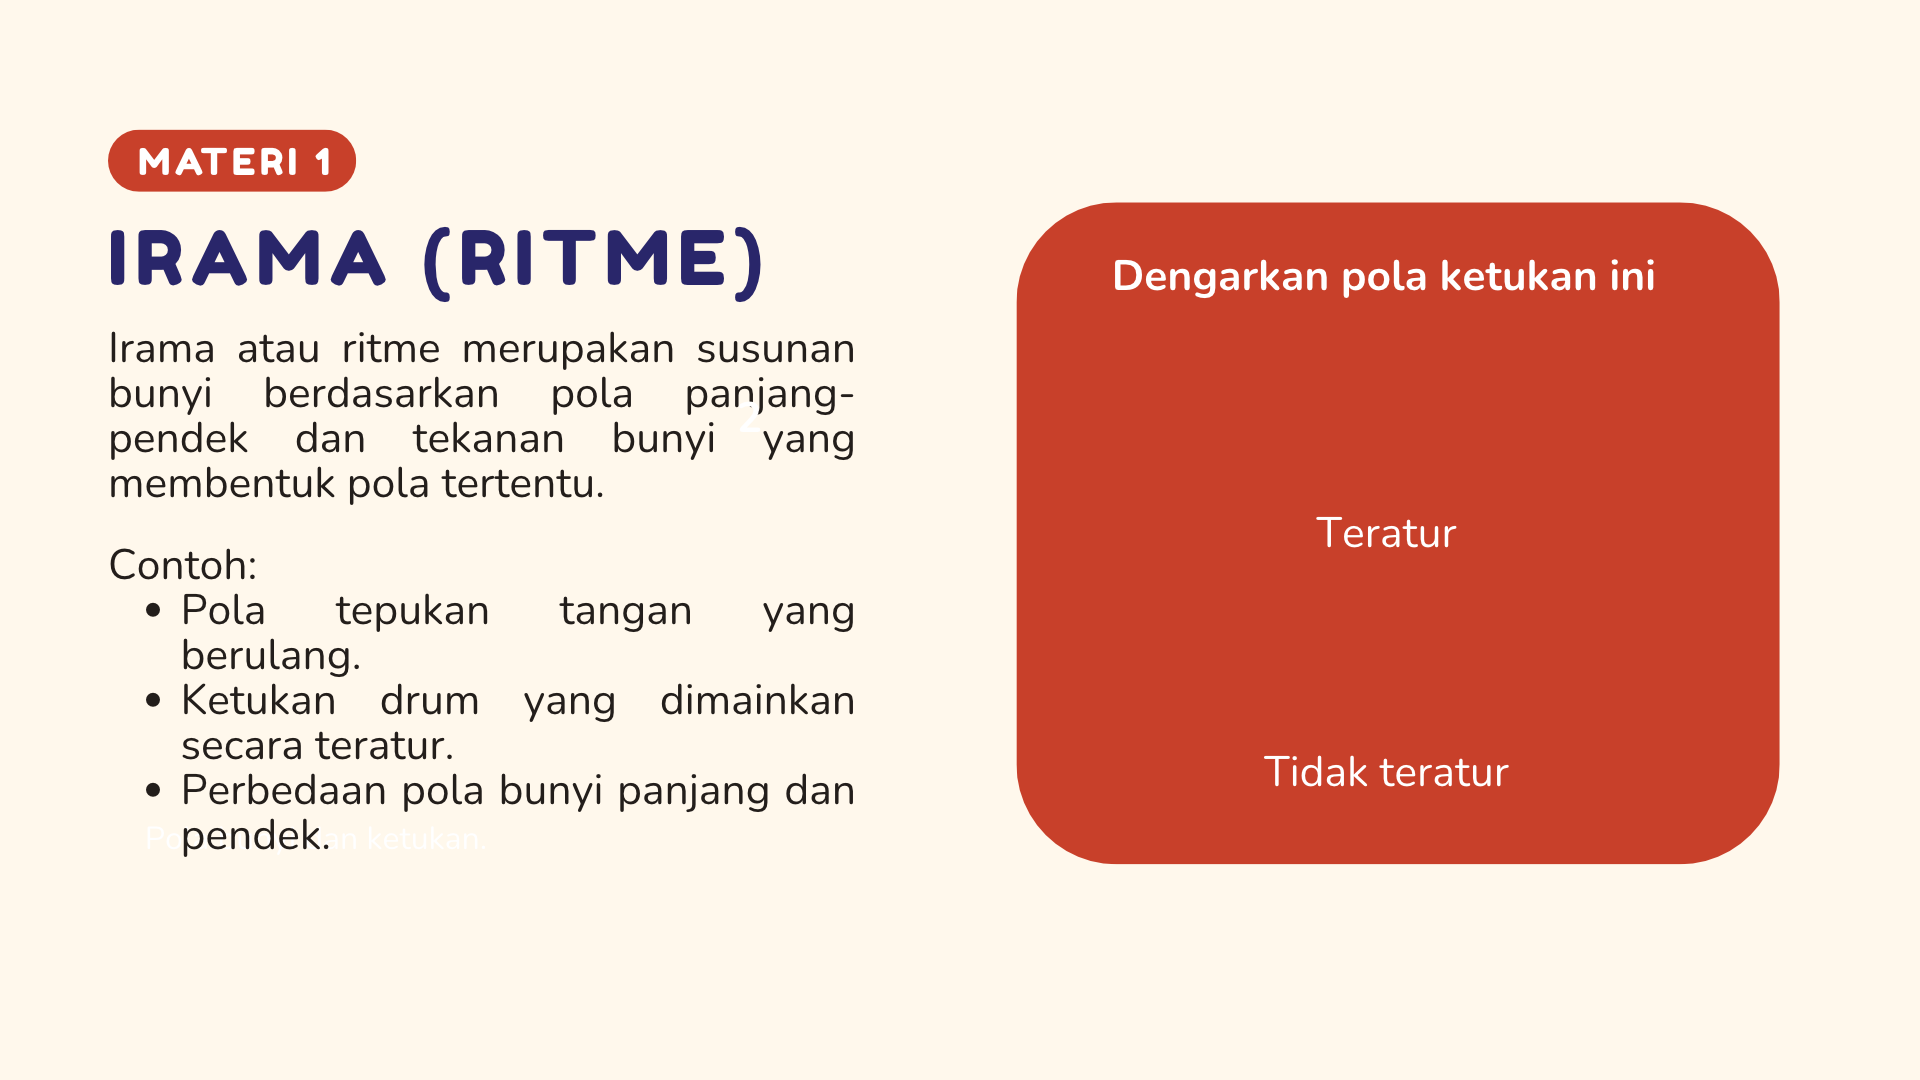 MATERI 1
IRAMA (RITME)
Irama atau ritme merupakan susunan
bunyi berdasarkan pola panjang-
pendek dan tekanan bunyi yang
membentuk pola tertentu.
2
Contoh:
• Pola tepukan tangan yang
berulang.
• Ketukan drum yang dimainkan
secara teratur.
• Perbedaan pola bunyi panjang dan
pendek.
ketukan.
Dengarkan pola ketukan ini
Teratur
Tidak teratur